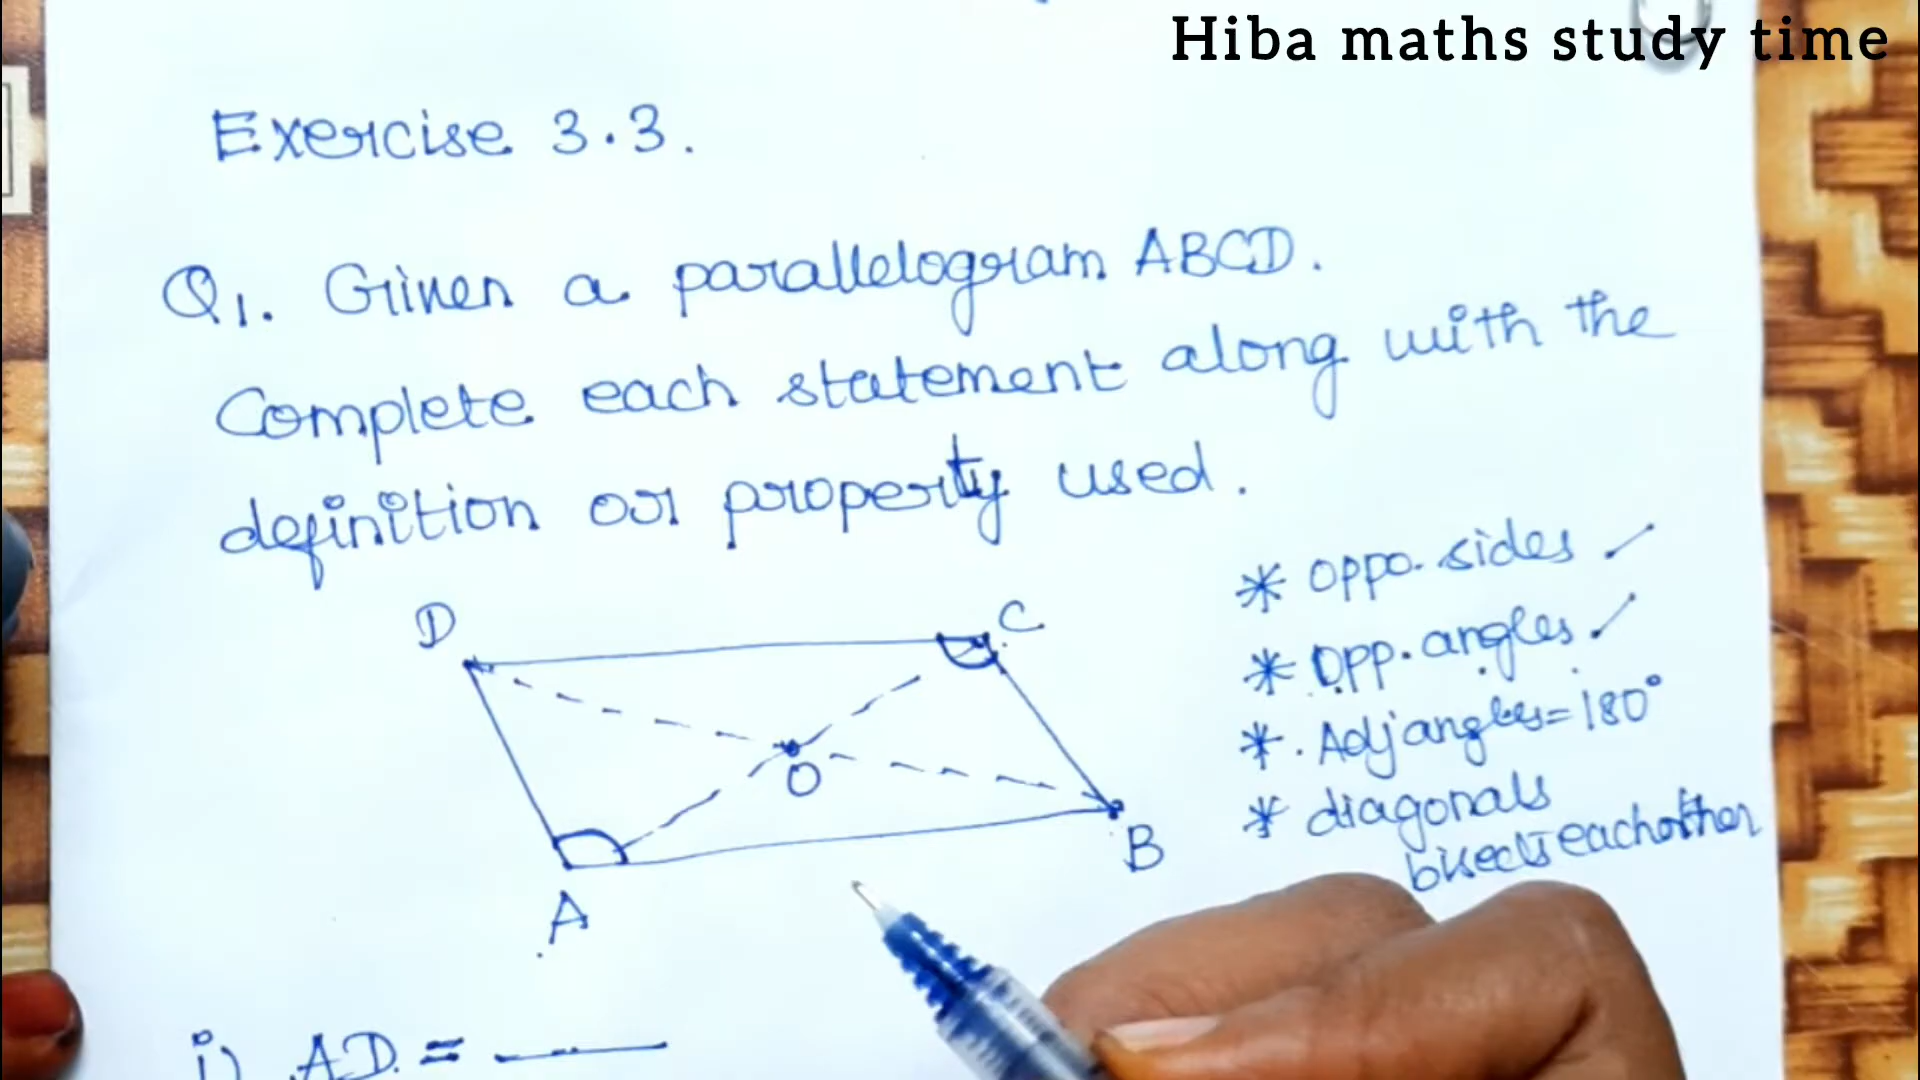 Hiba maths study time
Exercise 3.3.
Q1. Given a parallelogram ABCD.
Complete each statement along with the
definition or property used.
* oppo. sides ✓
* opp. angles ✓
* Adj angles = 180°
* diagonals
bisects eachother
D
C
O
B
A
i) AD =